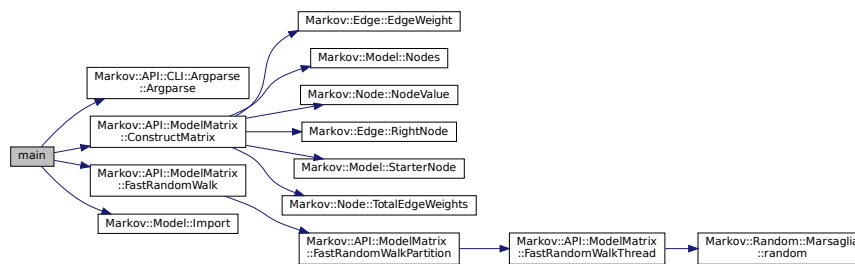 main
Markov::API::CLI::Argparse
::Argparse
Markov::API::ModelMatrix
::ConstructMatrix
Markov::API::ModelMatrix
::FastRandomWalk
Markov::Model::Import
Markov::Edge::EdgeWeight
Markov::Model::Nodes
Markov::Node::NodeValue
Markov::Edge::RightNode
Markov::Model::StarterNode
Markov::Node::TotalEdgeWeights
Markov::API::ModelMatrix
::FastRandomWalkPartition
Markov::API::ModelMatrix
::FastRandomWalkThread
Markov::Random::Marsaglia
::random